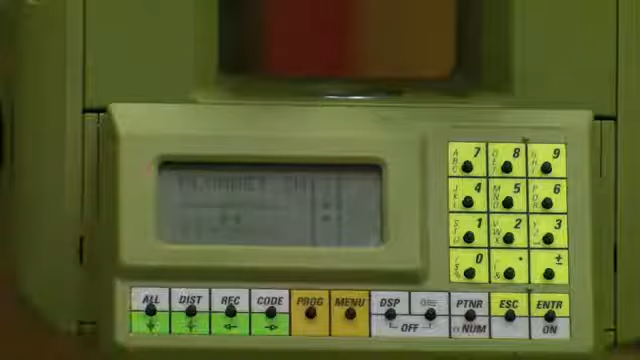 ABC 7 DEF 8 GHI 9
JKL 4 MNO 5 PQR 6
STU 1 VWX 2 YZ 3
0 • ±
ALL DIST REC CODE PROG MENU DSP PTNR ESC ENTR
← → OFF NUM ON